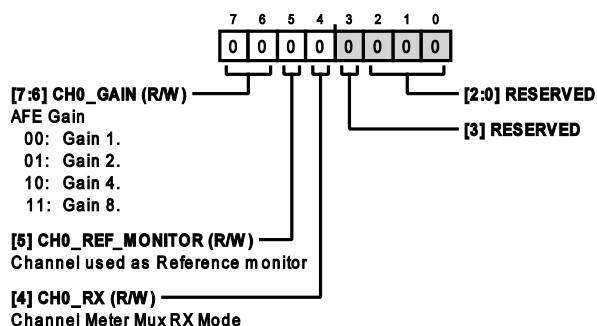 7 6 5 4 3 2 1 0
0 0 0 0 0 0 0 0
[7:6] CH0_GAIN (R/W)
AFE Gain
00: Gain 1.
01: Gain 2.
10: Gain 4.
11: Gain 8.
[5] CH0_REF_MONITOR (R/W)
Channel used as Reference monitor
[4] CH0_RX (R/W)
Channel Meter Mux RX Mode
[2:0] RESERVED
[3] RESERVED